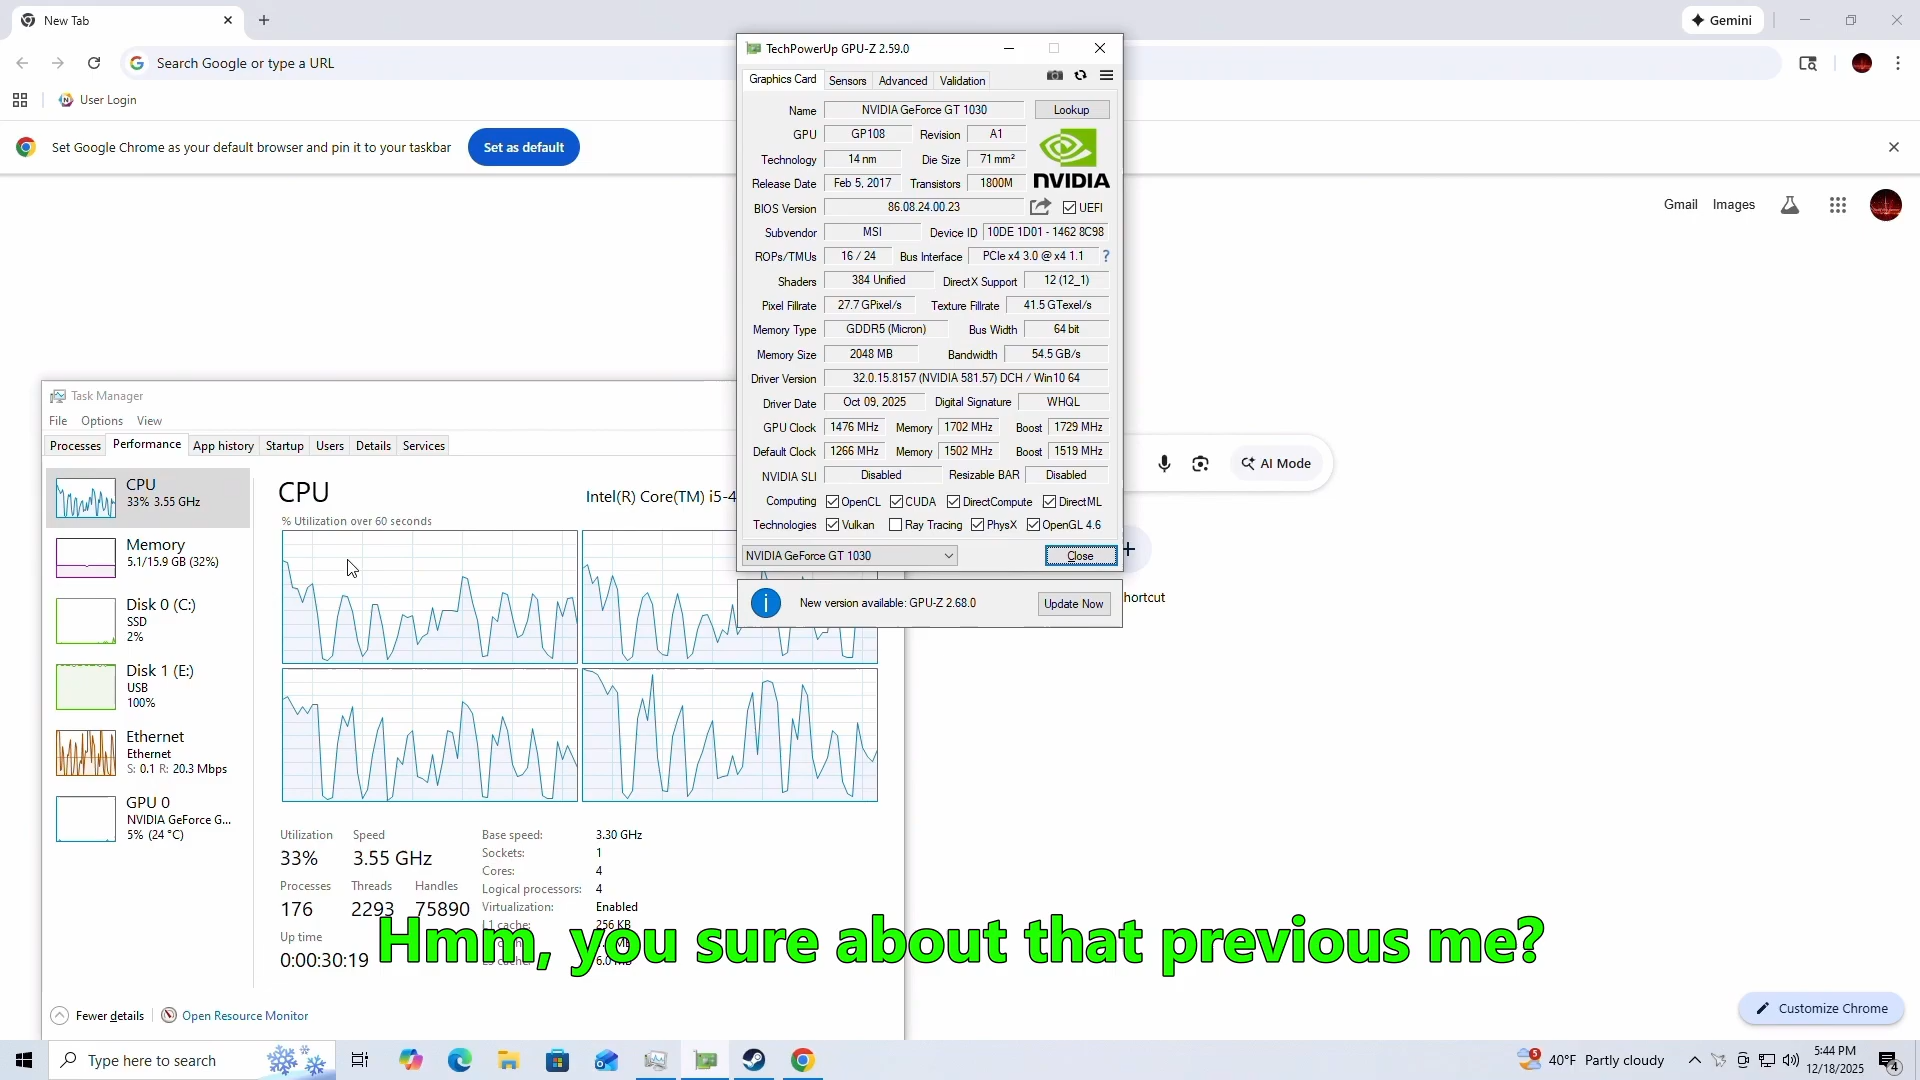 New Tab
Gemini
Search Google or type a URL
User Login
Set Google Chrome as your default browser and pin it to your taskbar
Set as default
Gmail
Images
TechPowerUp GPU-Z 2.59.0
Graphics Card
Sensors
Advanced
Validation
Name NVIDIA GeForce GT 1030 Lookup
GPU GP108 Revision A1
Technology 14 nm Die Size 71 mm²
NVIDIA
Release Date Feb 5, 2017 Transistors 1800M
BIOS Version 86.08.24.00.23 UEFI
Subvendor MSI Device ID 10DE 1D01 - 1462 8C98
ROPs/TMUs 16 / 24 Bus Interface PCIe x4 3.0 @ x4 1.1 ?
Shaders 384 Unified DirectX Support 12 (12_1)
Pixel Fillrate 27.7 GPixel/s Texture Fillrate 41.5 GTexel/s
Memory Type GDDR5 (Micron) Bus Width 64 bit
Memory Size 2048 MB Bandwidth 54.5 GB/s
Driver Version 32.0.15.8157 (NVIDIA 581.57) DCH / Win10 64
Driver Date Oct 09, 2025 Digital Signature WHQL
GPU Clock 1476 MHz Memory 1702 MHz Boost 1729 MHz
Default Clock 1266 MHz Memory 1502 MHz Boost 1519 MHz
NVIDIA SLI Disabled Resizable BAR Disabled
Computing OpenCL CUDA DirectCompute DirectML
Technologies Vulkan Ray Tracing PhysX OpenGL 4.6
NVIDIA GeForce GT 1030
Close
New version available: GPU-Z 2.68.0
Update Now
AI Mode
hortcut
Task Manager
File Options View
Processes Performance App history Startup Users Details Services
CPU
33% 3.55 GHz
Memory
5.1/15.9 GB (32%)
Disk 0 (C:)
SSD
2%
Disk 1 (E:)
USB
100%
Ethernet
Ethernet
S: 0.1 R: 20.3 Mbps
GPU 0
NVIDIA GeForce G...
5% (24 °C)
CPU
Intel(R) Core(TM) i5-4
% Utilization over 60 seconds
Utilization Speed
33% 3.55 GHz
Processes Threads Handles
176 2293 75890
Up time
0:00:30:19
Base speed: 3.30 GHz
Sockets: 1
Cores: 4
Logical processors: 4
Virtualization: Enabled
L1 cache: 256 KB
Hmm, you sure about that previous me?
Fewer details
Open Resource Monitor
Customize Chrome
Type here to search
5
40°F Partly cloudy
5:44 PM
12/18/2025
4